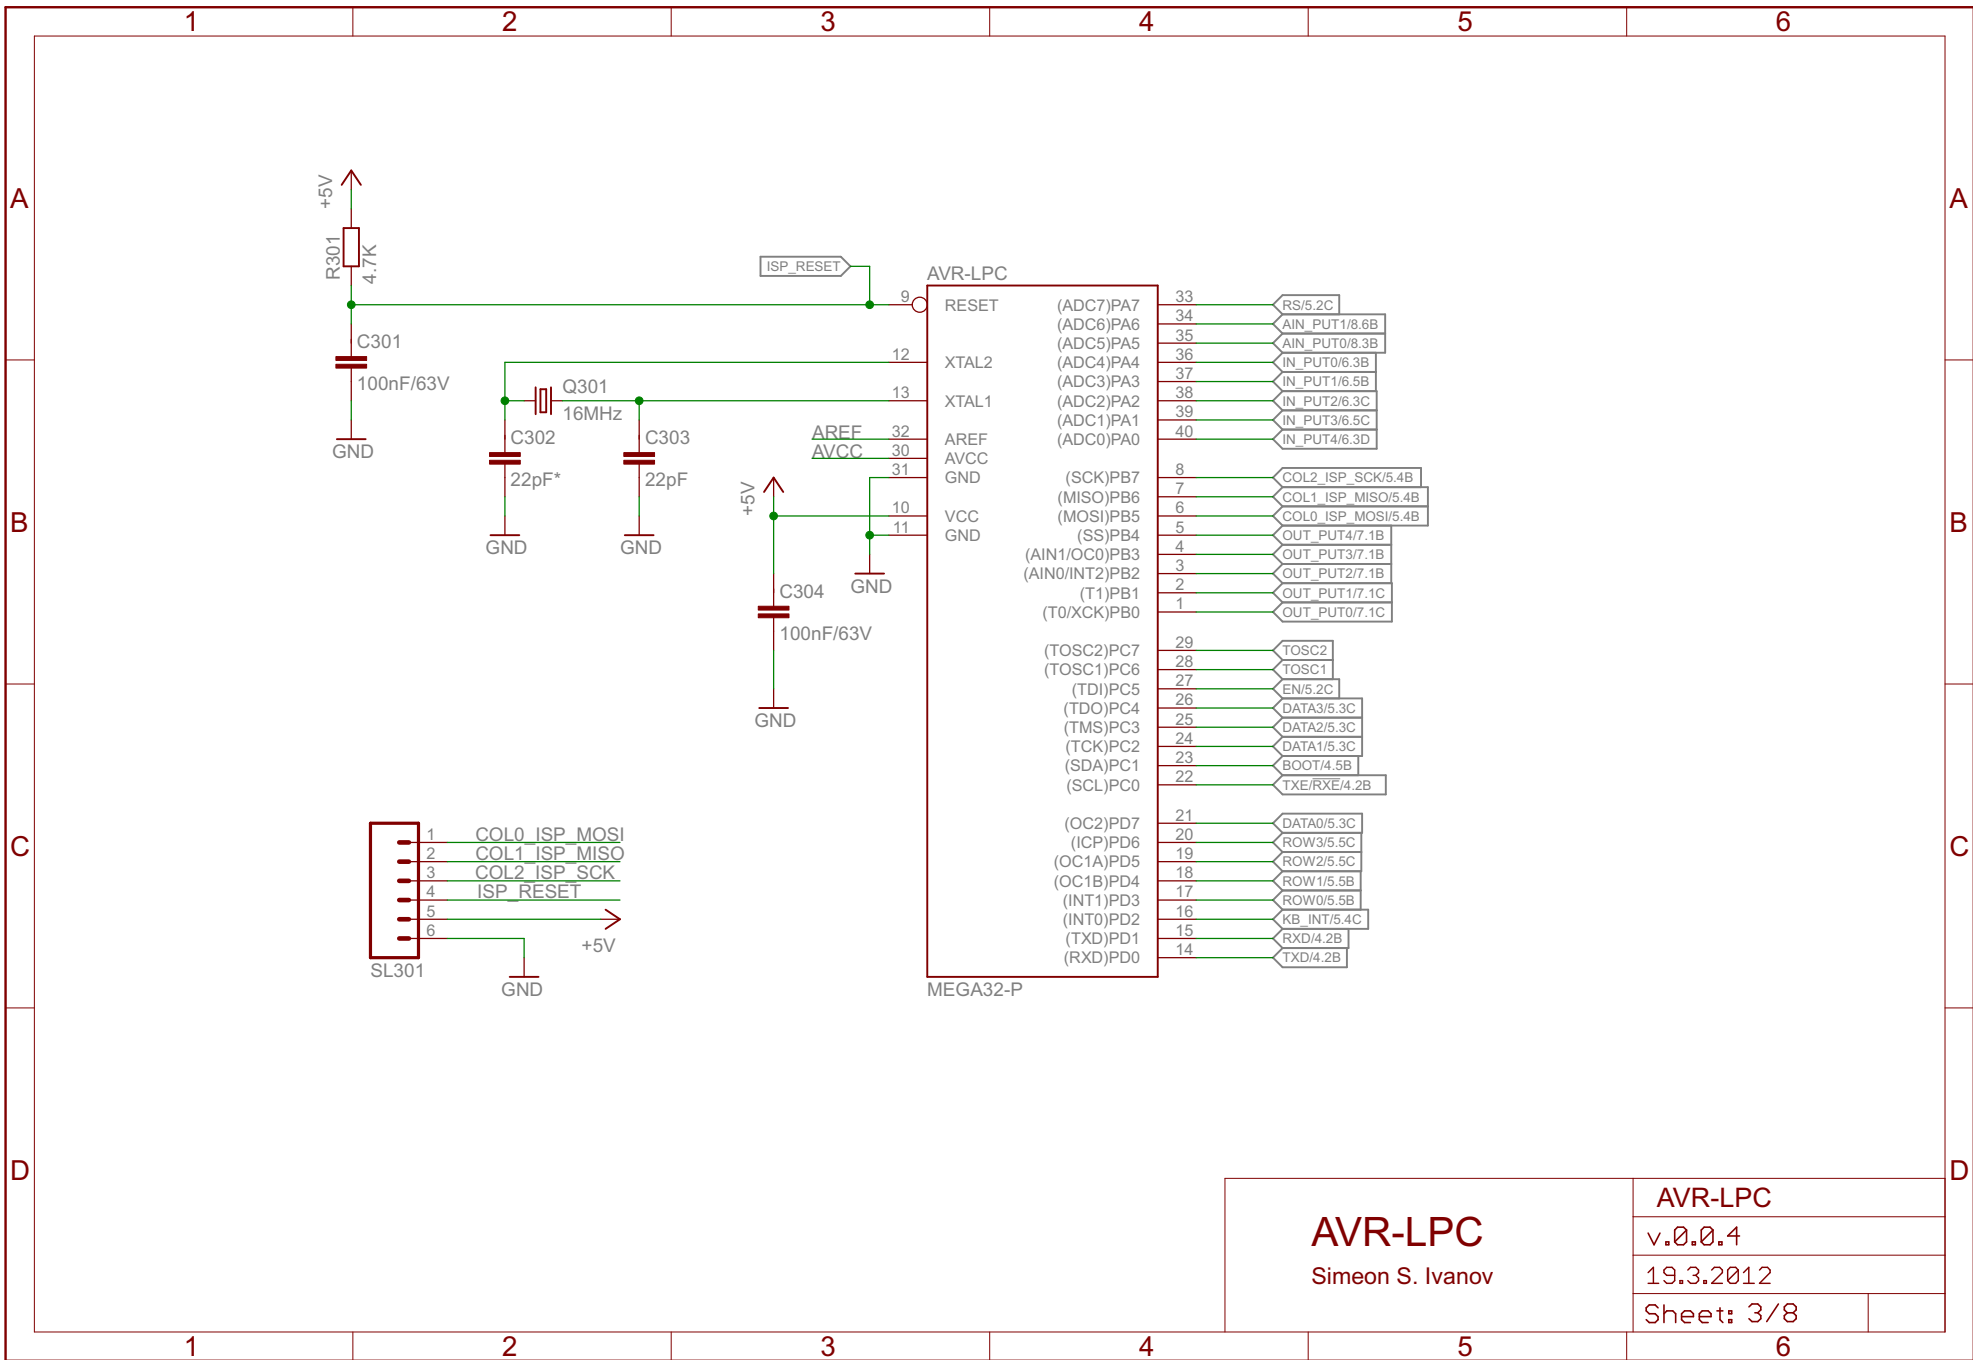 1 2 3 4 5 6
A A
B B
C C
D D
+5V
R301
4.7K
C301
100nF/63V
GND
Q301
16MHz
C302
22pF*
GND
C303
22pF
GND
ISP_RESET
AREF
AVCC
+5V
C304
100nF/63V
GND
GND
AVR-LPC
9 RESET
12 XTAL2
13 XTAL1
32 AREF
30 AVCC
31 GND
10 VCC
11 GND
(ADC7)PA7 33 RS/5.2C
(ADC6)PA6 34 AIN_PUT1/8.6B
(ADC5)PA5 35 AIN_PUT0/8.3B
(ADC4)PA4 36 IN_PUT0/6.3B
(ADC3)PA3 37 IN_PUT1/6.5B
(ADC2)PA2 38 IN_PUT2/6.3C
(ADC1)PA1 39 IN_PUT3/6.5C
(ADC0)PA0 40 IN_PUT4/6.3D
(SCK)PB7 8 COL2_ISP_SCK/5.4B
(MISO)PB6 7 COL1_ISP_MISO/5.4B
(MOSI)PB5 6 COL0_ISP_MOSI/5.4B
(SS)PB4 5 OUT_PUT4/7.1B
(AIN1/OC0)PB3 4 OUT_PUT3/7.1B
(AIN0/INT2)PB2 3 OUT_PUT2/7.1B
(T1)PB1 2 OUT_PUT1/7.1C
(T0/XCK)PB0 1 OUT_PUT0/7.1C
(TOSC2)PC7 29 TOSC2
(TOSC1)PC6 28 TOSC1
(TDI)PC5 27 EN/5.2C
(TDO)PC4 26 DATA3/5.3C
(TMS)PC3 25 DATA2/5.3C
(TCK)PC2 24 DATA1/5.3C
(SDA)PC1 23 BOOT/4.5B
(SCL)PC0 22 TXE/RXE/4.2B
(OC2)PD7 21 DATA0/5.3C
(ICP)PD6 20 ROW3/5.5C
(OC1A)PD5 19 ROW2/5.5C
(OC1B)PD4 18 ROW1/5.5B
(INT1)PD3 17 ROW0/5.5B
(INT0)PD2 16 KB_INT/5.4C
(TXD)PD1 15 RXD/4.2B
(RXD)PD0 14 TXD/4.2B
MEGA32-P
1 COL0_ISP_MOSI
2 COL1_ISP_MISO
3 COL2_ISP_SCK
4 ISP_RESET
5 +5V
6 GND
SL301
AVR-LPC
Simeon S. Ivanov
AVR-LPC
v.0.0.4
19.3.2012
Sheet: 3/8
1 2 3 4 5 6